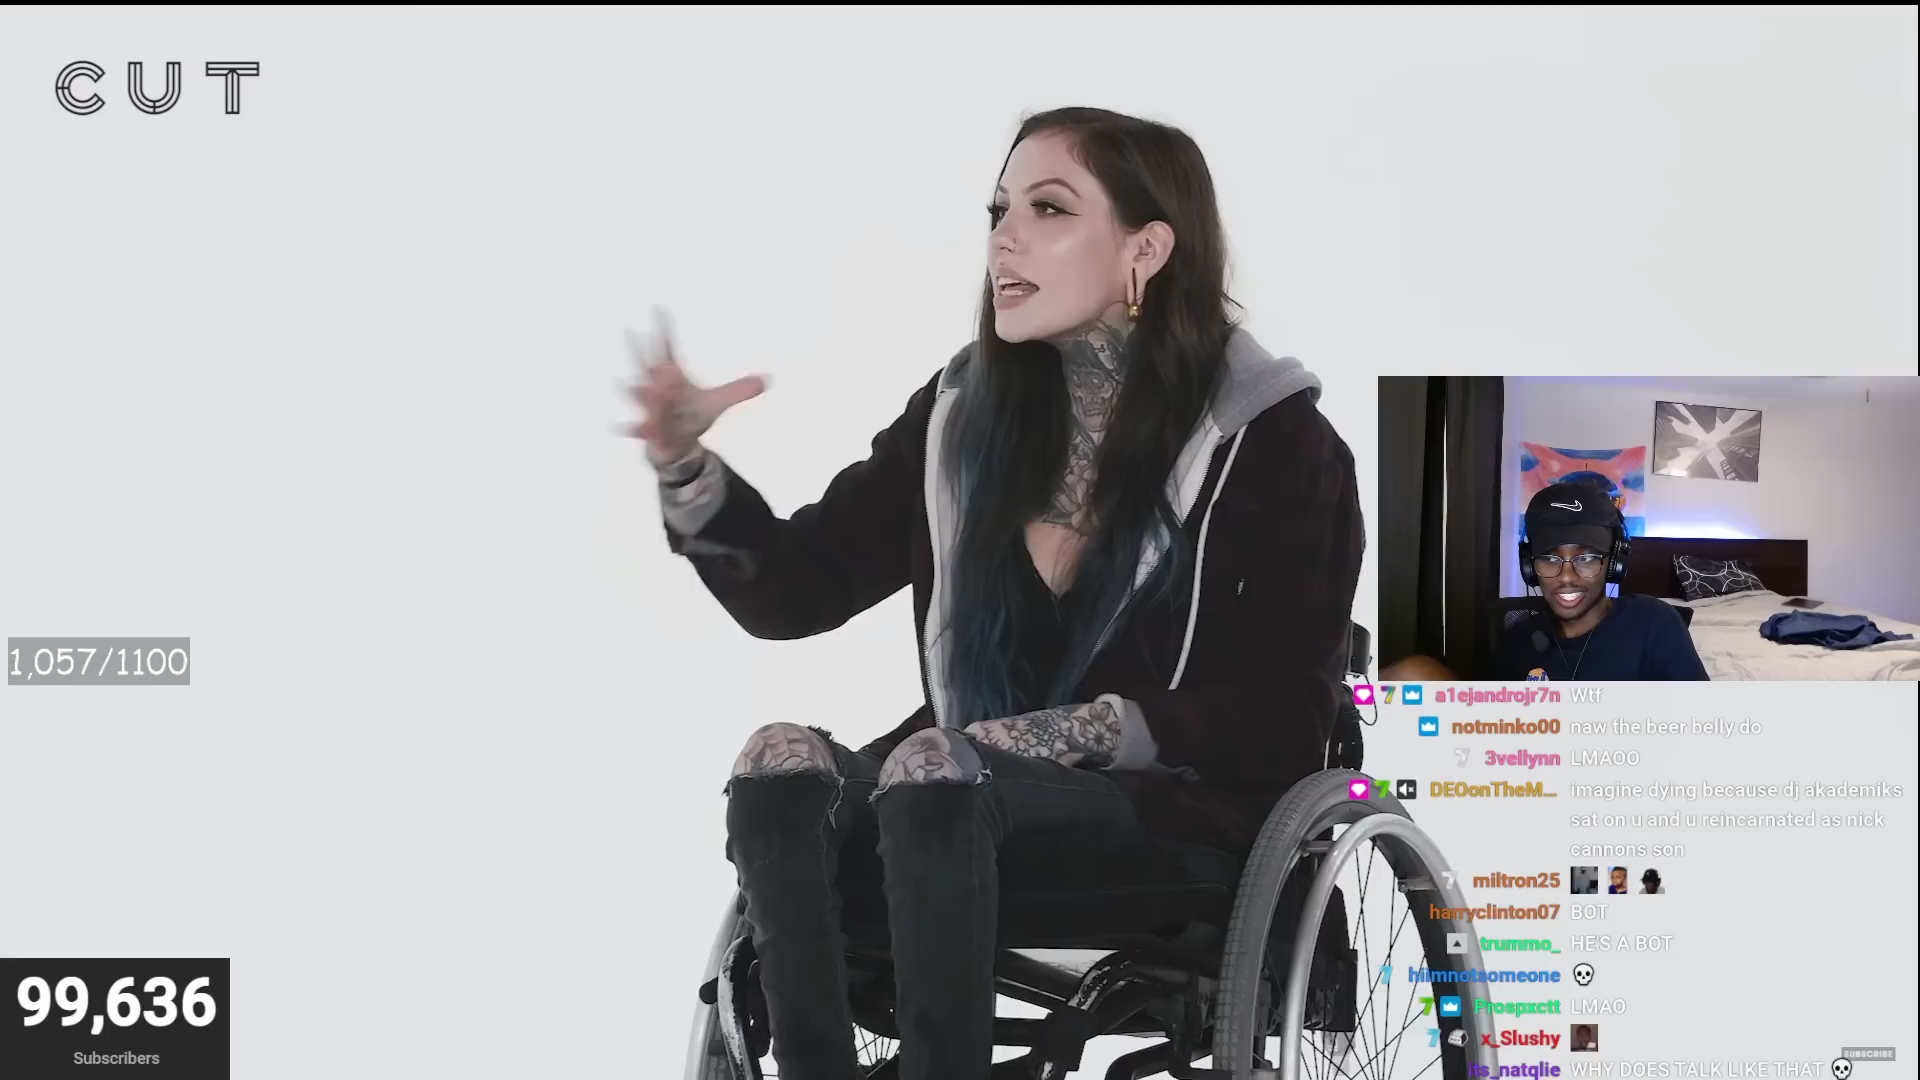 CUT
1,057/1100
a1ejandrojr7n Wtf
notminko00 naw the beer belly do
3vellynn LMAOO
DEOonTheM... imagine dying because dj akademiks
sat on u and u reincarnated as nick
cannons son
miltron25
harryclinton07 BOT
trummo_ HE'S A BOT
hiimnotsomeone
Prospxctt LMAO
x_Slushy
its_natqlie WHY DOES TALK LIKE THAT
SUBSCRIBE
99,636
Subscribers